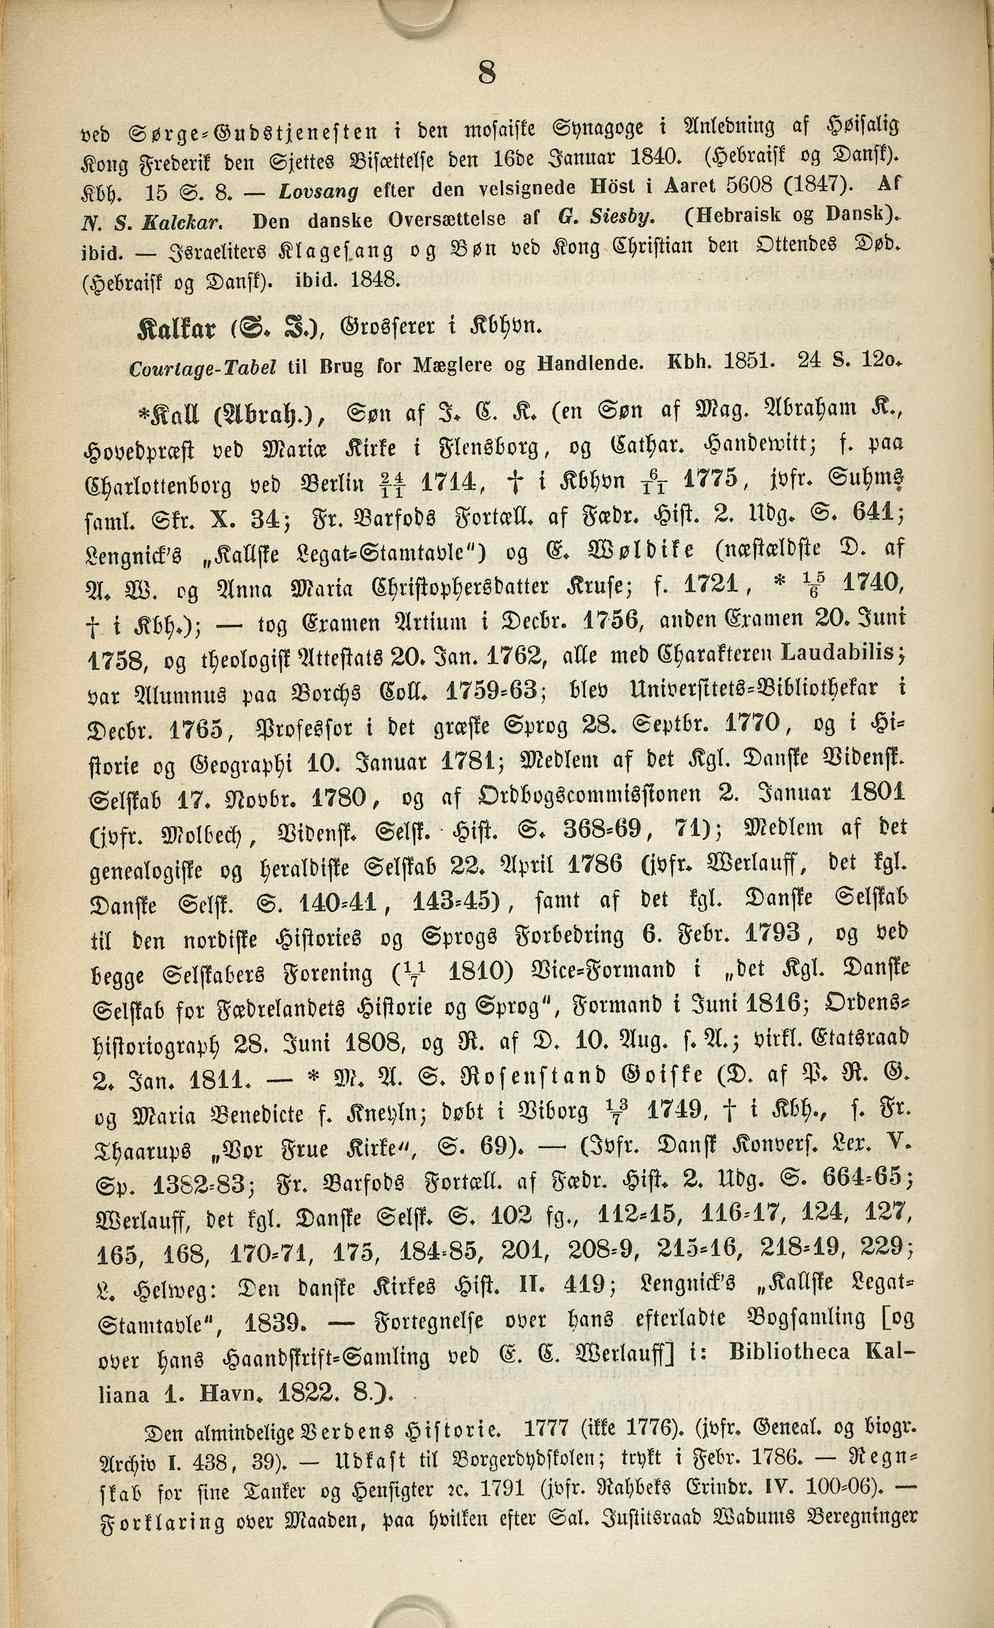 8
ved Sørge-Gudstjenesten i den mosaiske Synagoge i Anledning af Høisalig
Kong Frederik den Sjettes Bisættelse den 16de Januar 1840. (Hebraisk og Dansk).
Kbh. 15 S. 8. — Lovsang efter den velsignede Höst i Aaret 5608 (1847). Af
N. S. Kalckar. Den danske Oversættelse af G. Siesby. (Hebraisk og Dansk).
ibid. — Israeliters Klagesang og Bøn ved Kong Christian den Ottendes Død.
(Hebraisk og Dansk). ibid. 1848.
Kalkar (S. J.), Grosserer i Kbhvn.
Courtage-Tabel til Brug for Mæglere og Handlende. Kbh. 1851. 24 S. 12o.
*Kall (Abrah.), Søn af J. C. K. (en Søn af Mag. Abraham K.,
Hovedpræst ved Mariæ Kirke i Flensborg, og Cathar. Handewitt; f. paa
Charlottenborg ved Berlin 24/11 1714, † i Kbhvn 6/11 1775, jvfr. Suhms
saml. Skr. X. 34; Fr. Barfods Fortæll. af Fædr. Hist. 2. Udg. S. 641;
Lengnick's „Kallske Legat-Stamtavle") og E. Wøldike (næstældste D. af
A. W. og Anna Maria Christophersdatter Kruse; f. 1721, * 15/6 1740,
† i Kbh.); — tog Examen Artium i Decbr. 1756, anden Examen 20. Juni
1758, og theologisk Attestats 20. Jan. 1762, alle med Charakteren Laudabilis;
var Alumnus paa Borchs Coll. 1759-63; blev Universitets-Bibliothekar i
Decbr. 1765, Professor i det græske Sprog 28. Septbr. 1770, og i Hi-
storie og Geographi 10. Januar 1781; Medlem af det Kgl. Danske Vidensk.
Selskab 17. Novbr. 1780, og af Ordbogscommissionen 2. Januar 1801
(jvfr. Molbech, Vidensk. Selsk. Hist. S. 368-69, 71); Medlem af det
genealogiske og heraldiske Selskab 22. April 1786 (jvfr. Werlauff, det kgl.
Danske Selsk. S. 140-41, 143-45), samt af det kgl. Danske Selskab
til den nordiske Histories og Sprogs Forbedring 6. Febr. 1793, og ved
begge Selskabers Forening (11/7 1810) Vice-Formand i „det Kgl. Danske
Selskab for Fædrelandets Historie og Sprog", Formand i Juni 1816; Ordens-
historiograph 28. Juni 1808, og R. af D. 10. Aug. s. A.; virkl. Etatsraad
2. Jan. 1811. — * M. A. S. Rosenstand Goiske (D. af P. R. G.
og Maria Benedicte f. Kneyln; døbt i Viborg 13/7 1749, † i Kbh., s. Fr.
Thaarups „Vor Frue Kirke", S. 69). — (Jvfr. Dansk Konvers. Lex. V.
Sp. 1382-83; Fr. Barfods Fortæll. af Fædr. Hist. 2. Udg. S. 664-65;
Werlauff, det kgl. Danske Selsk. S. 102 fg., 112-15, 116-17, 124, 127,
165, 168, 170-71, 175, 184-85, 201, 208-9, 215-16, 218-19, 229;
L. Helweg: Den danske Kirkes Hist. II. 419; Lengnick's „Kallske Legat-
Stamtavle", 1839. — Fortegnelse over hans efterladte Bogsamling [og
over hans Haandskrift-Samling ved E. C. Werlauff] i: Bibliotheca Kal-
liana 1. Havn. 1822. 8.).
Den almindelige Verdens Historie. 1777 (ikke 1776). (jvfr. Geneal. og biogr.
Archiv I. 438, 39). — Udkast til Borgerdydskolen; trykt i Febr. 1786. — Regn-
skab for sine Tanker og Hensigter ꝛc. 1791 (jvfr. Rahbeks Erindr. IV. 100-06). —
Forklaring over Maaden, paa hvilken efter Sal. Justitsraad Wadums Beregninger